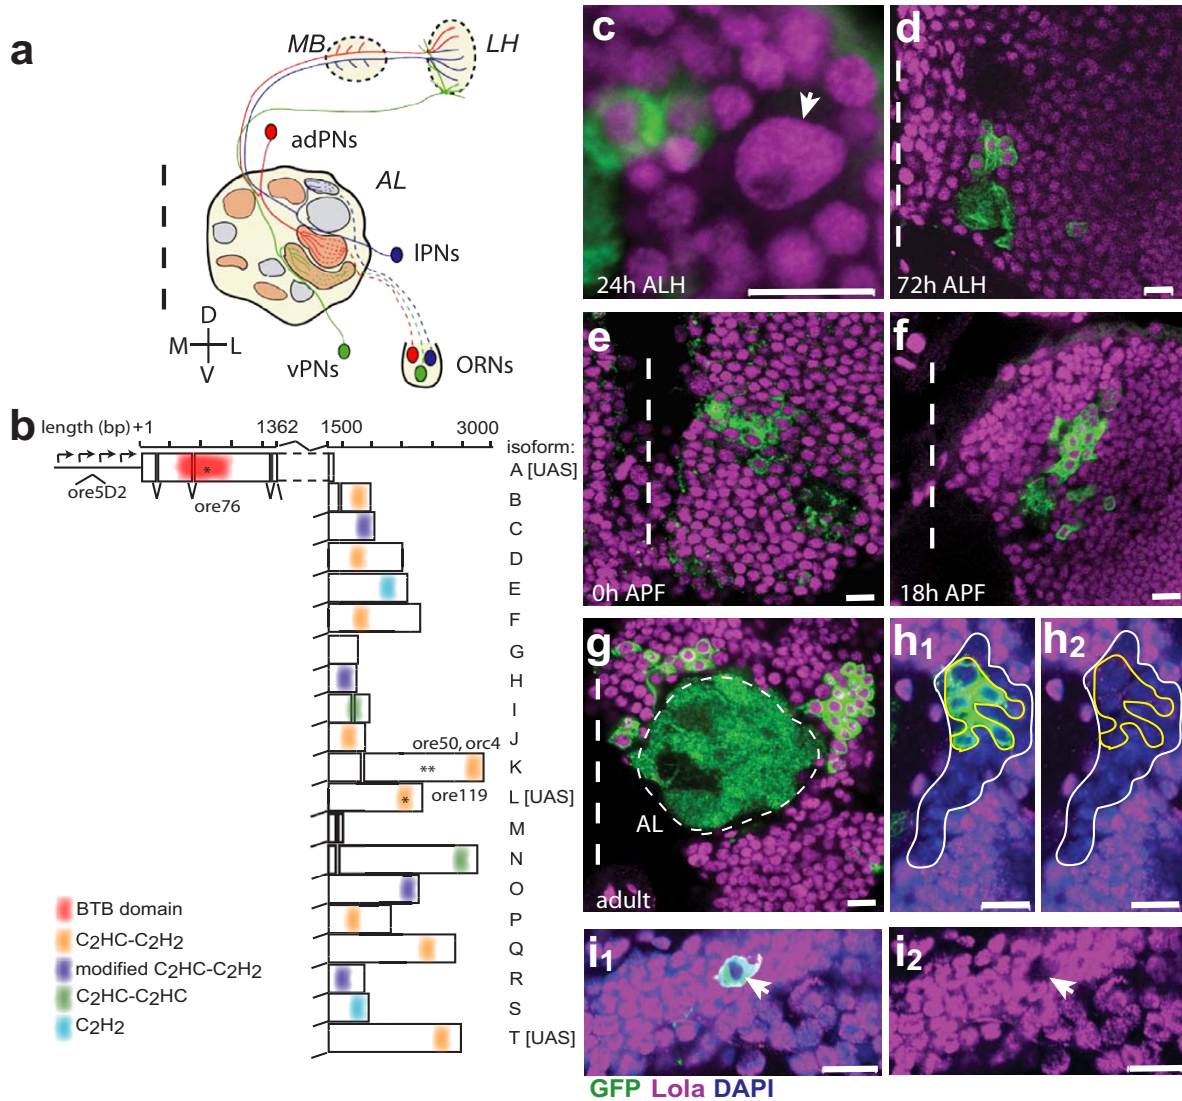 a
MB
LH
adPNs
AL
lPNs
D
M L
V
vPNs
ORNs
b
length (bp) +1 1362 1500 3000
isoform:
A [UAS]
*
ore5D2
ore76
B
C
D
E
F
G
H
I
J
ore50, orc4
K
**
ore119
L [UAS]
*
M
N
O
P
Q
R
S
T [UAS]
BTB domain
C2HC-C2H2
modified C2HC-C2H2
C2HC-C2HC
C2H2
c
24h ALH
d
72h ALH
e
0h APF
f
18h APF
g
AL
adult
h1
h2
i1
i2
GFP Lola DAPI